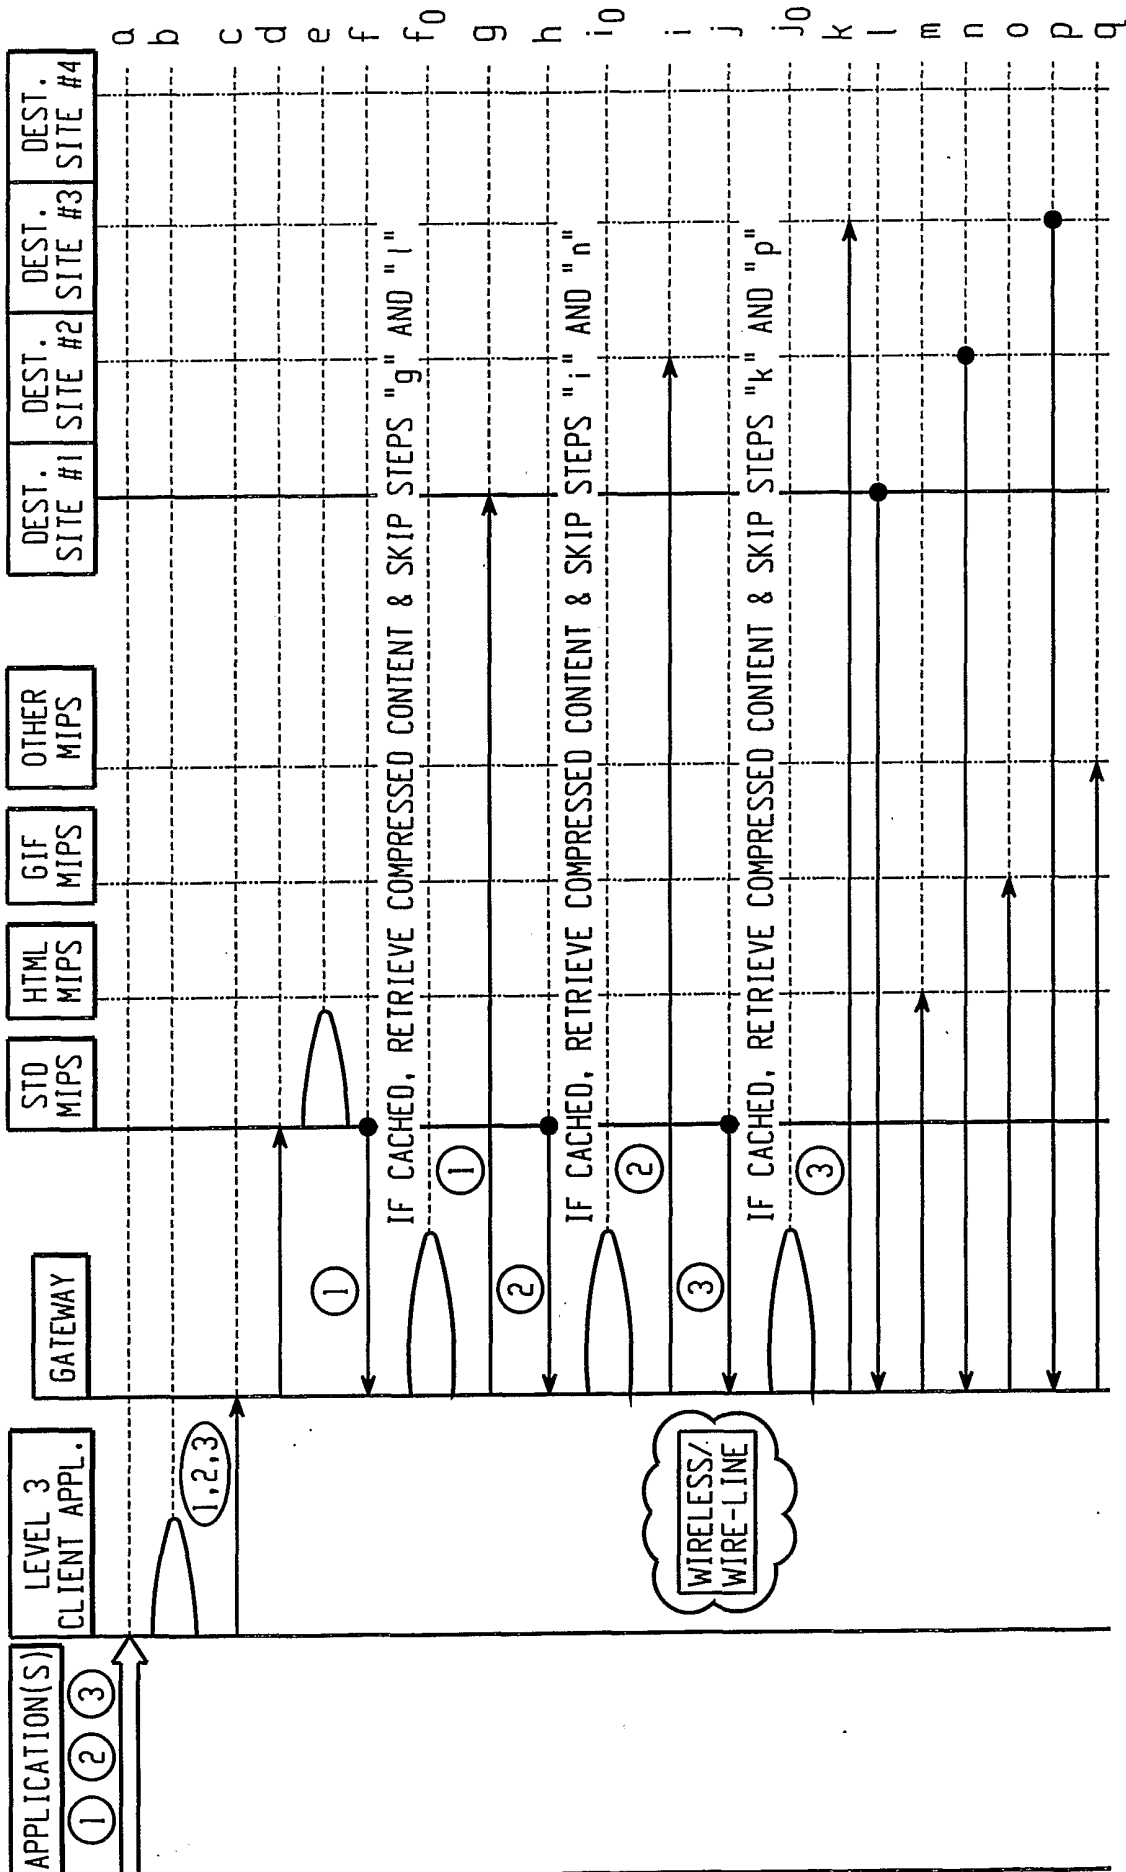 APPLICATION(S)
① ② ③
LEVEL 3
CLIENT APPL.
GATEWAY
STD
MIPS
HTML
MIPS
GIF
MIPS
OTHER
MIPS
DEST.
SITE #1
DEST.
SITE #2
DEST.
SITE #3
DEST.
SITE #4
a
b
1,2,3
c
d
e
①
f
IF CACHED, RETRIEVE COMPRESSED CONTENT & SKIP STEPS "g" AND "l"
f0
①
g
②
h
IF CACHED, RETRIEVE COMPRESSED CONTENT & SKIP STEPS "i" AND "n"
i0
②
i
③
j
IF CACHED, RETRIEVE COMPRESSED CONTENT & SKIP STEPS "k" AND "p"
j0
③
k
l
m
n
o
p
q
WIRELESS/
WIRE-LINE